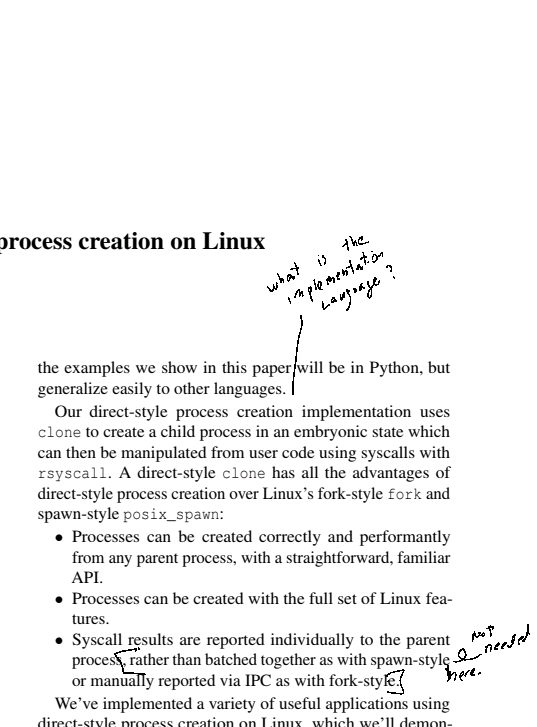 process creation on Linux
what is the
implementation
Language?
the examples we show in this paper will be in Python, but
generalize easily to other languages.
Our direct-style process creation implementation uses
clone to create a child process in an embryonic state which
can then be manipulated from user code using syscalls with
rsyscall. A direct-style clone has all the advantages of
direct-style process creation over Linux's fork-style fork and
spawn-style posix_spawn:
• Processes can be created correctly and performantly
from any parent process, with a straightforward, familiar
API.
• Processes can be created with the full set of Linux fea-
tures.
• Syscall results are reported individually to the parent
process, rather than batched together as with spawn-style
or manually reported via IPC as with fork-style.
not
needed
here.
We've implemented a variety of useful applications using
direct-style process creation on Linux, which we'll demon-